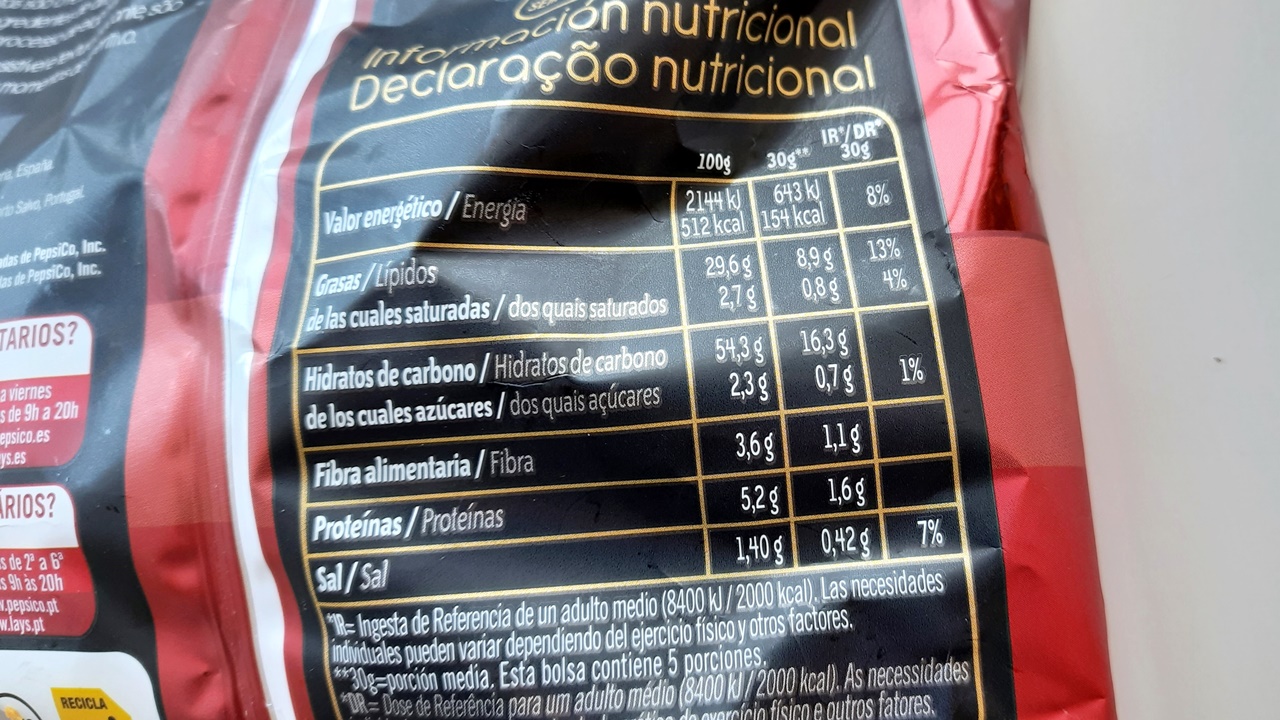 Información nutricional
Declaração nutricional
100g 30g** IR*/DR* 30g
Valor energético / Energia 2144 kJ 643 kJ 8%
512 kcal 154 kcal
Grasas / Lípidos 29,6 g 8,9 g 13%
de las cuales saturadas / dos quais saturados 2,7 g 0,8 g 4%
Hidratos de carbono / Hidratos de carbono 54,3 g 16,3 g
de los cuales azúcares / dos quais açúcares 2,3 g 0,7 g 1%
Fibra alimentaria / Fibra 3,6 g 1,1 g
Proteínas / Proteínas 5,2 g 1,6 g
Sal / Sal 1,40 g 0,42 g 7%
*IR= Ingesta de Referencia de un adulto medio (8400 kJ / 2000 kcal). Las necesidades
individuales pueden variar dependiendo del ejercicio físico y otros factores.
**30g=porción media. Esta bolsa contiene 5 porciones.
*DR= Dose de Referência para um adulto médio (8400 kJ / 2000 kcal). As necessidades
exercício físico e outros fatores.
España.
Salvo, Portugal.
de PepsiCo, Inc.
de PepsiCo, Inc.
TARIOS?
a viernes
s de 9h a 20h
epsico.es
ys.es
ÁRIOS?
s de 2ª a 6ª
s 9h às 20h
w.pepsico.pt
w.lays.pt
RECICLA